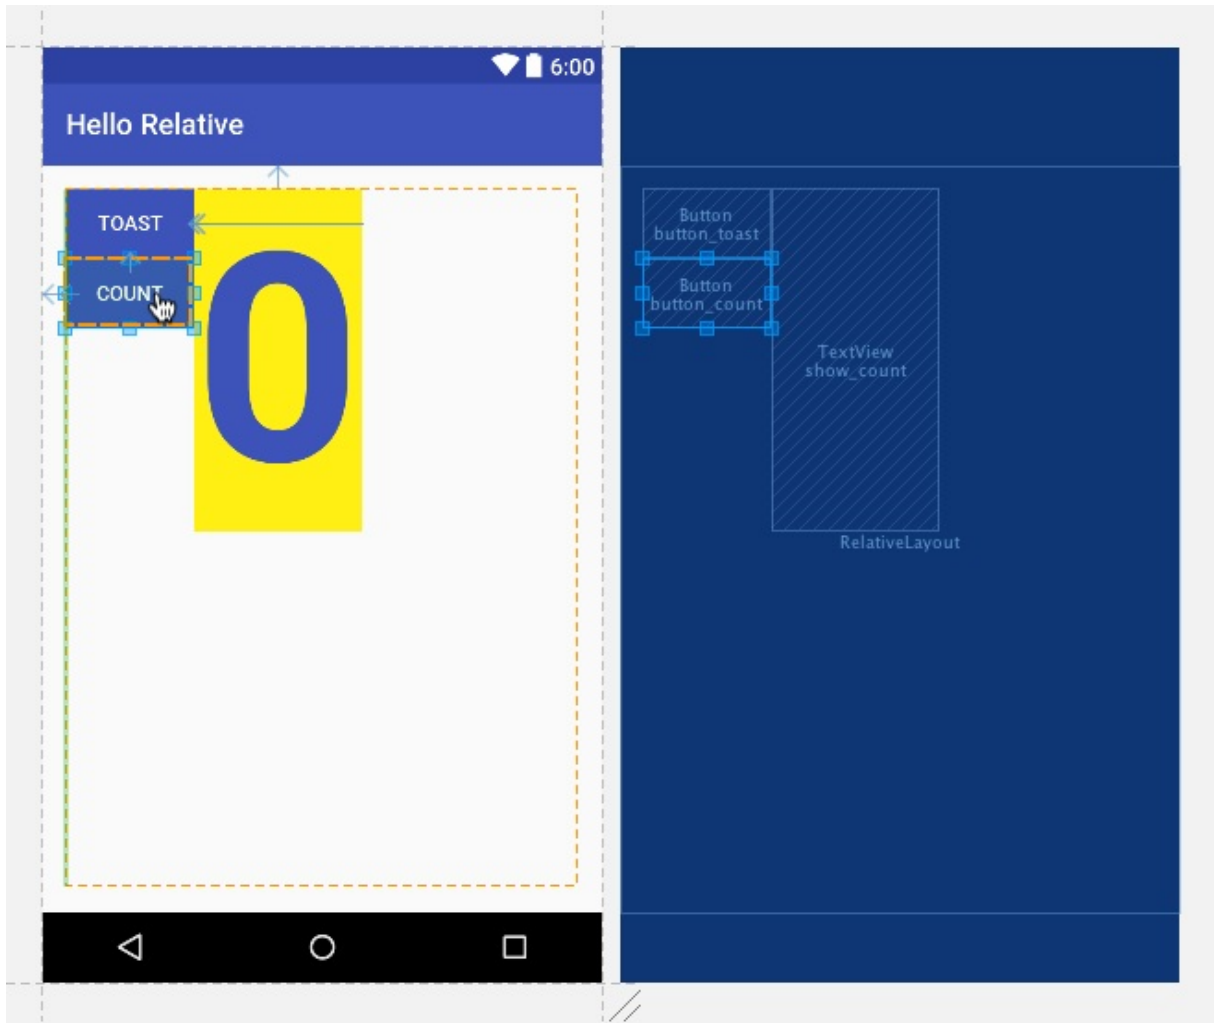 6:00
Hello Relative
TOAST
COUNT
0
Button
button_toast
Button
button_count
TextView
show_count
RelativeLayout